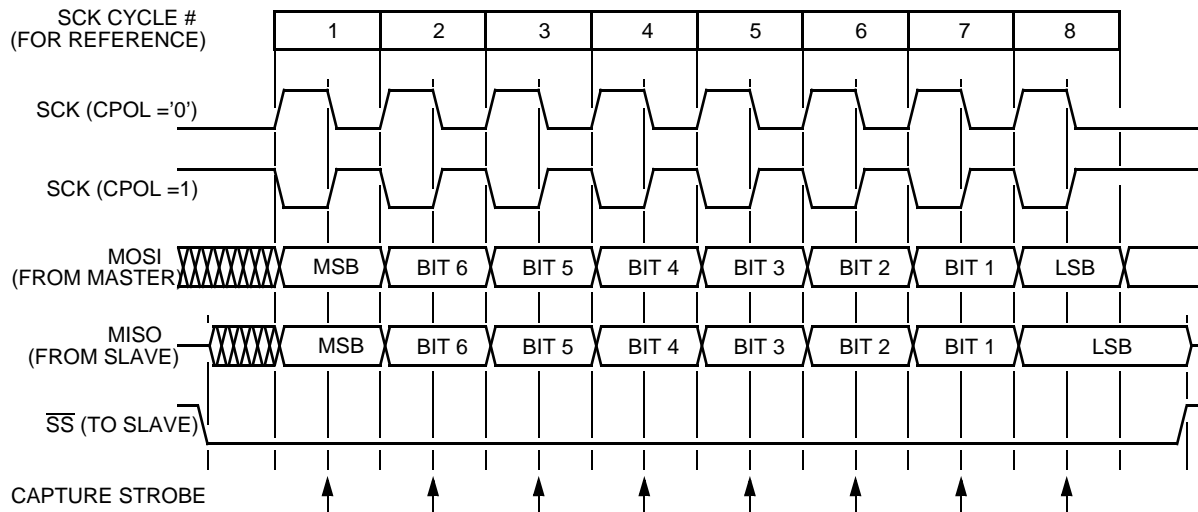 SCK CYCLE #
(FOR REFERENCE)
1 2 3 4 5 6 7 8
SCK (CPOL ='0')
SCK (CPOL =1)
MOSI
(FROM MASTER)
MSB BIT 6 BIT 5 BIT 4 BIT 3 BIT 2 BIT 1 LSB
MISO
(FROM SLAVE)
MSB BIT 6 BIT 5 BIT 4 BIT 3 BIT 2 BIT 1 LSB
S̅S̅ (TO SLAVE)
CAPTURE STROBE